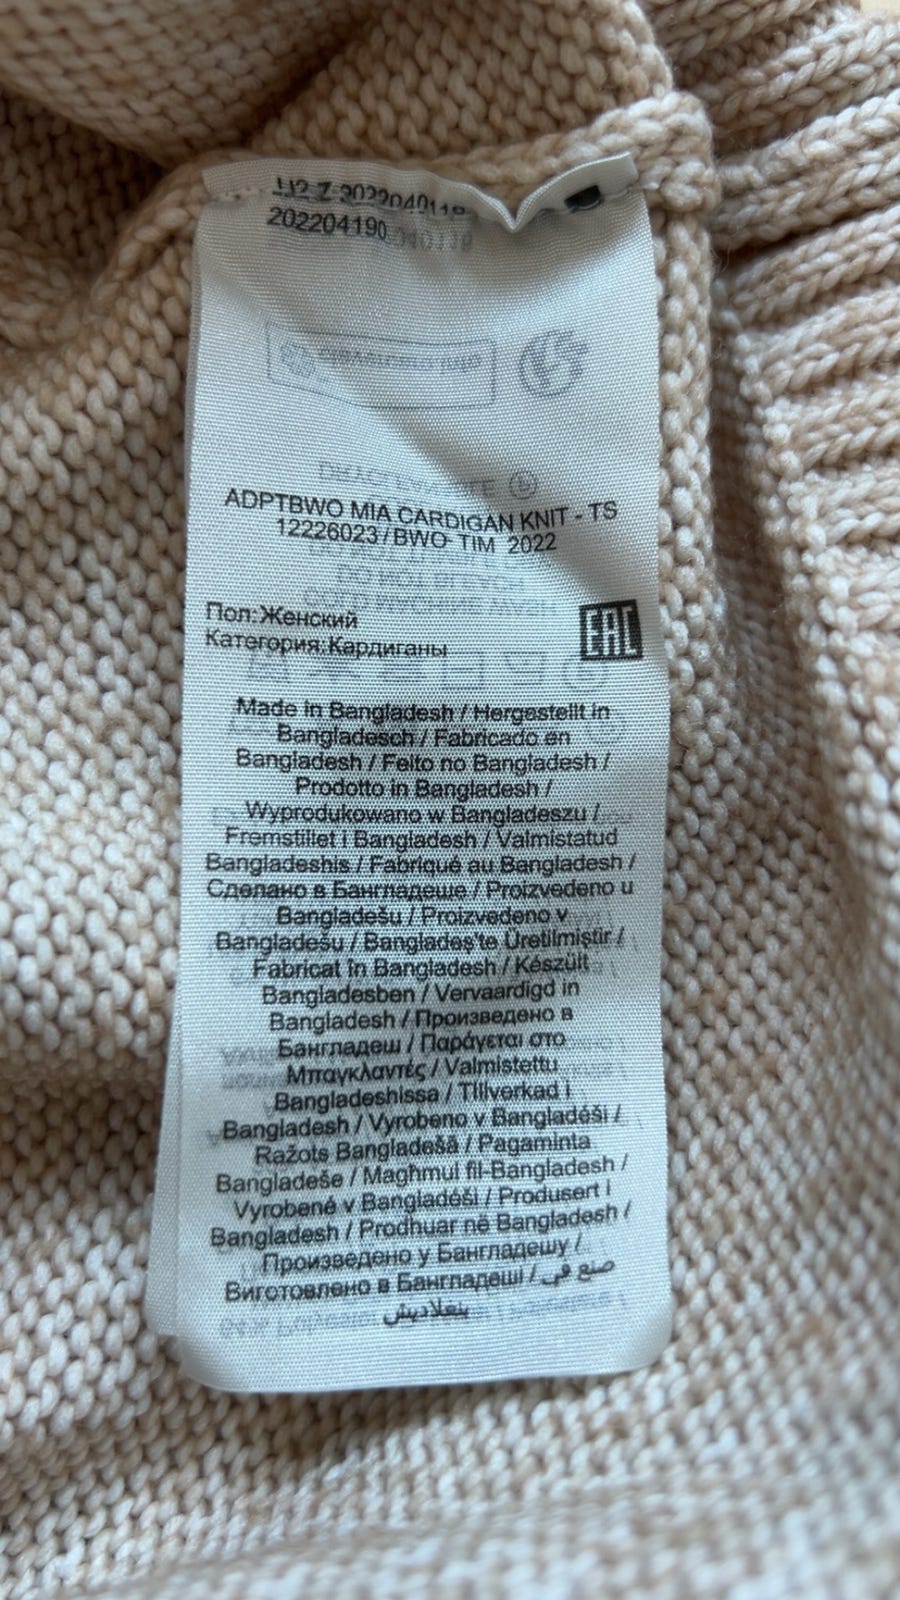 202204190
ADPTBWO MIA CARDIGAN KNIT - TS
12226023/BWO- TIM 2022
Пол:Женский
Категория:Кардиганы
EAC
Made in Bangladesh / Hergestellt in
Bangladesch / Fabricado en
Bangladesh / Feito no Bangladesh /
Prodotto in Bangladesh /
Wyprodukowano w Bangladeszu /
Fremstillet i Bangladesh / Valmistatud
Bangladeshis / Fabriqué au Bangladesh /
Сделано в Бангладеше / Proizvedeno u
Bangladešu / Proizvedeno v
Bangladešu / Bangladeş'te Üretilmiştir /
Fabricat în Bangladesh / Készült
Bangladesben / Vervaardigd in
Bangladesh / Произведено в
Бангладеш / Παράγεται στο
Μπαγκλαντές / Valmistettu
Bangladeshissa / Tillverkad i
Bangladesh / Vyrobeno v Bangladéši /
Ražots Bangladešā / Pagaminta
Bangladeše / Magħmul fil-Bangladesh /
Vyrobené v Bangladéši / Produsert i
Bangladesh / Prodhuar në Bangladesh /
Произведено у Бангладешу /
Виготовлено в Бангладеші / صنع في
بنغلاديش